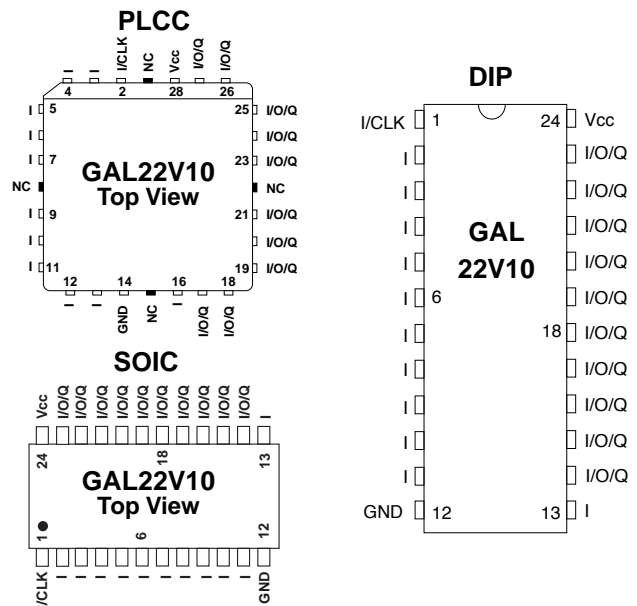 PLCC
I I I/CLK NC Vcc I/O/Q I/O/Q
4 2 28 26
I 5 25 I/O/Q
I I/O/Q
I 7 23 I/O/Q
GAL22V10
Top View
NC NC
I 9 21 I/O/Q
I I/O/Q
I 11 19 I/O/Q
12 14 16 18
I I GND NC I I/O/Q I/O/Q
SOIC
Vcc I/O/Q I/O/Q I/O/Q I/O/Q I/O/Q I/O/Q I/O/Q I/O/Q I/O/Q I/O/Q I
24 18 13
GAL22V10
Top View
1 6 12
/CLK I I I I I I I I I I GND
DIP
I/CLK 1 24 Vcc
I I/O/Q
I I/O/Q
I I/O/Q
GAL
22V10
I I/O/Q
I 6 I/O/Q
I 18 I/O/Q
I I/O/Q
I I/O/Q
I I/O/Q
I I/O/Q
GND 12 13 I